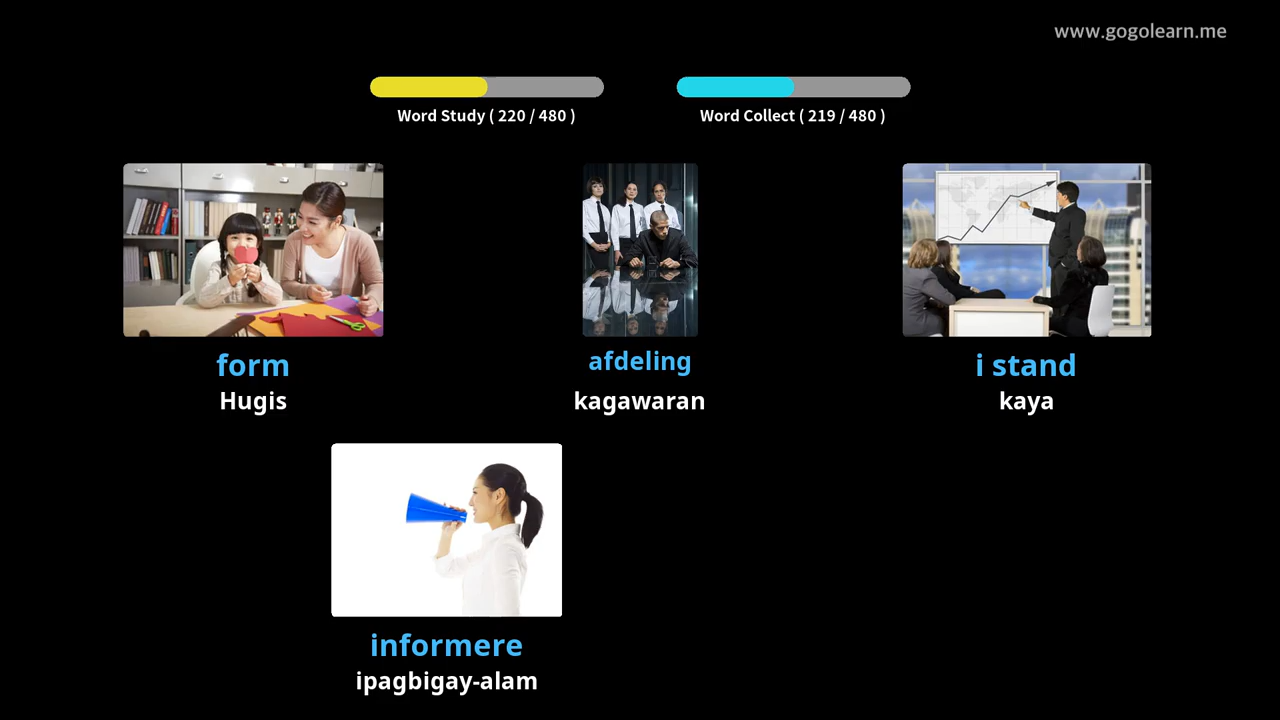 www.gogolearn.me
Word Study ( 220 / 480 )
Word Collect ( 219 / 480 )
form
Hugis
afdeling
kagawaran
i stand
kaya
informere
ipagbigay-alam